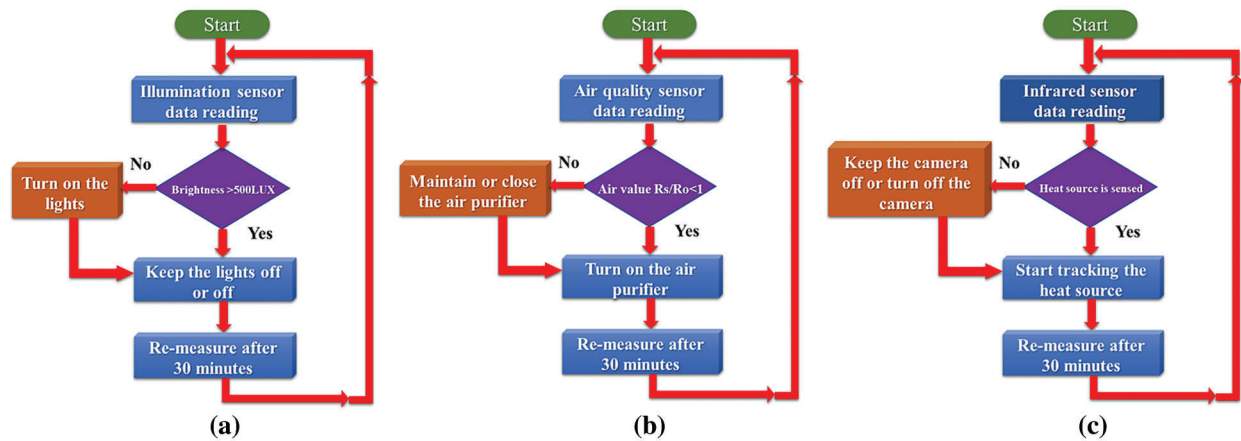 Start
Illumination sensor
data reading
No
Brightness >500LUX
Turn on the
lights
Yes
Keep the lights off
or off
Re-measure after
30 minutes
(a)
Start
Air quality sensor
data reading
No
Air value Rs/Ro<1
Maintain or close
the air purifier
Yes
Turn on the air
purifier
Re-measure after
30 minutes
(b)
Start
Infrared sensor
data reading
No
Heat source is sensed
Keep the camera
off or turn off the
camera
Yes
Start tracking the
heat source
Re-measure after
30 minutes
(c)